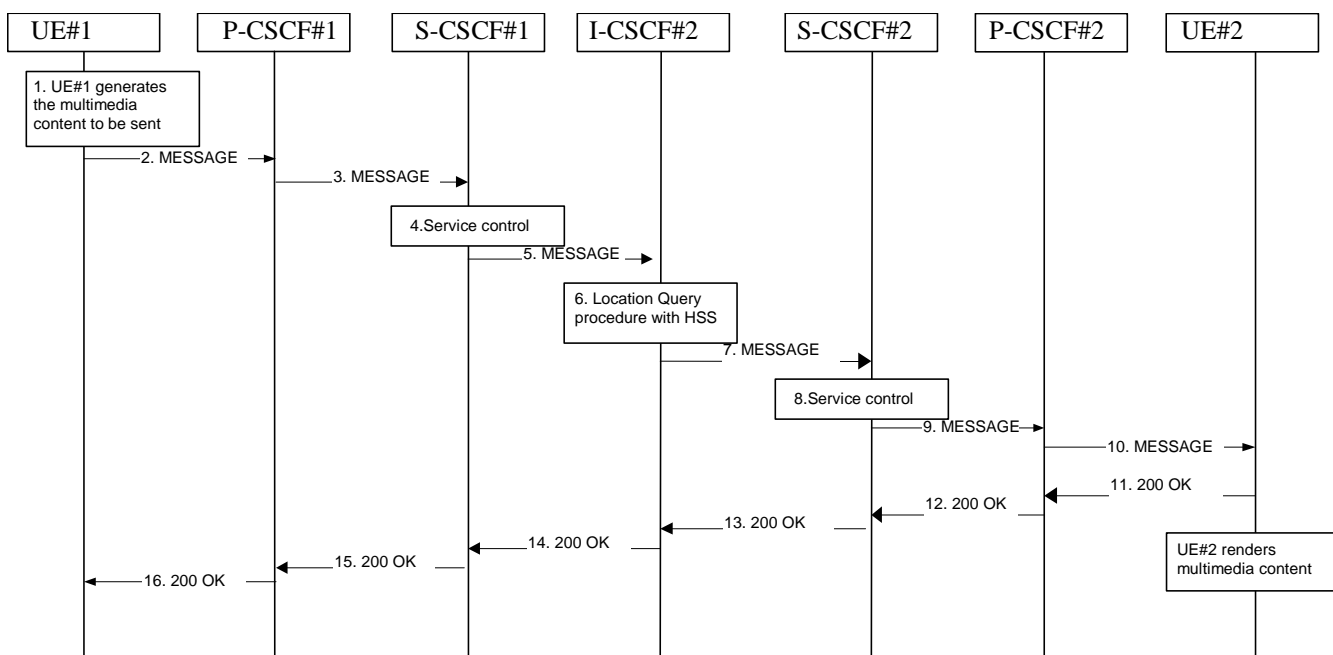 UE#1
P-CSCF#1
S-CSCF#1
I-CSCF#2
S-CSCF#2
P-CSCF#2
UE#2
1. UE#1 generates
the multimedia
content to be sent
2. MESSAGE
3. MESSAGE
4.Service control
5. MESSAGE
6. Location Query
procedure with HSS
7. MESSAGE
8.Service control
9. MESSAGE
10. MESSAGE
11. 200 OK
12. 200 OK
13. 200 OK
14. 200 OK
15. 200 OK
16. 200 OK
UE#2 renders
multimedia content